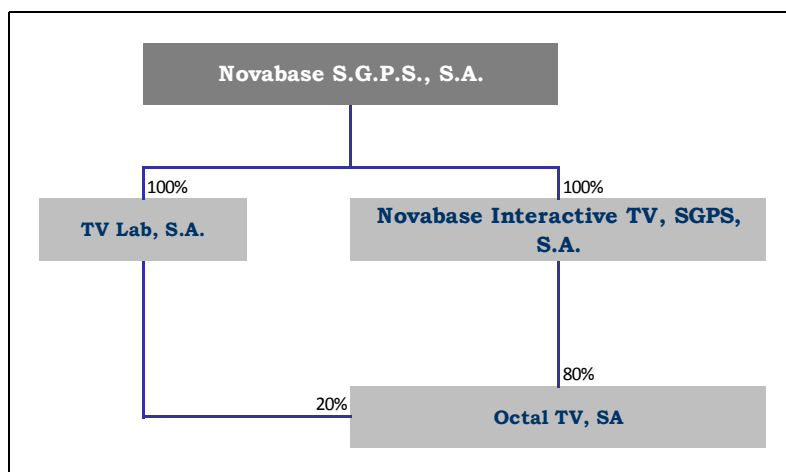 Novabase S.G.P.S., S.A.
100%
100%
TV Lab, S.A.
Novabase Interactive TV, SGPS,
S.A.
80%
20%
Octal TV, SA